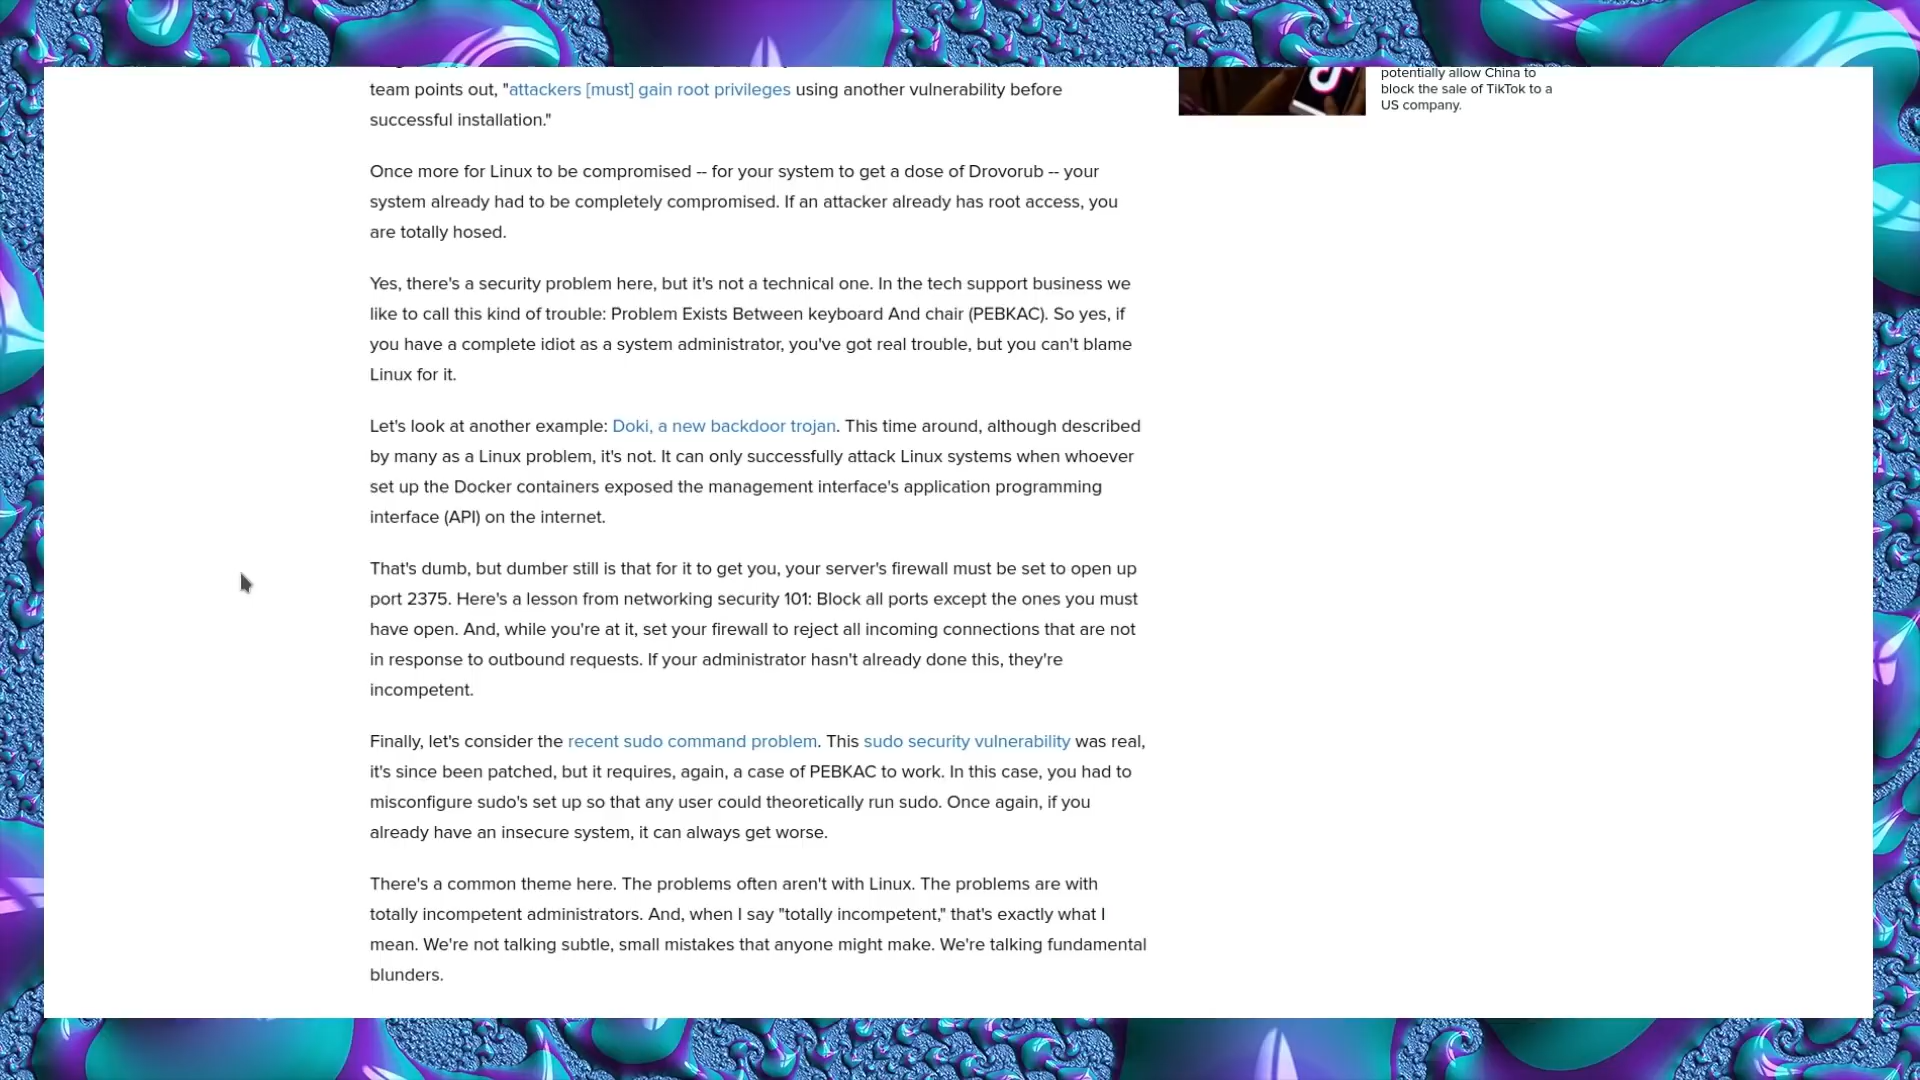 team points out, "attackers [must] gain root privileges using another vulnerability before
successful installation."
Once more for Linux to be compromised -- for your system to get a dose of Drovorub -- your
system already had to be completely compromised. If an attacker already has root access, you
are totally hosed.
Yes, there's a security problem here, but it's not a technical one. In the tech support business we
like to call this kind of trouble: Problem Exists Between keyboard And chair (PEBKAC). So yes, if
you have a complete idiot as a system administrator, you've got real trouble, but you can't blame
Linux for it.
Let's look at another example: Doki, a new backdoor trojan. This time around, although described
by many as a Linux problem, it's not. It can only successfully attack Linux systems when whoever
set up the Docker containers exposed the management interface's application programming
interface (API) on the internet.
That's dumb, but dumber still is that for it to get you, your server's firewall must be set to open up
port 2375. Here's a lesson from networking security 101: Block all ports except the ones you must
have open. And, while you're at it, set your firewall to reject all incoming connections that are not
in response to outbound requests. If your administrator hasn't already done this, they're
incompetent.
Finally, let's consider the recent sudo command problem. This sudo security vulnerability was real,
it's since been patched, but it requires, again, a case of PEBKAC to work. In this case, you had to
misconfigure sudo's set up so that any user could theoretically run sudo. Once again, if you
already have an insecure system, it can always get worse.
There's a common theme here. The problems often aren't with Linux. The problems are with
totally incompetent administrators. And, when I say "totally incompetent," that's exactly what I
mean. We're not talking subtle, small mistakes that anyone might make. We're talking fundamental
blunders.
potentially allow China to
block the sale of TikTok to a
US company.